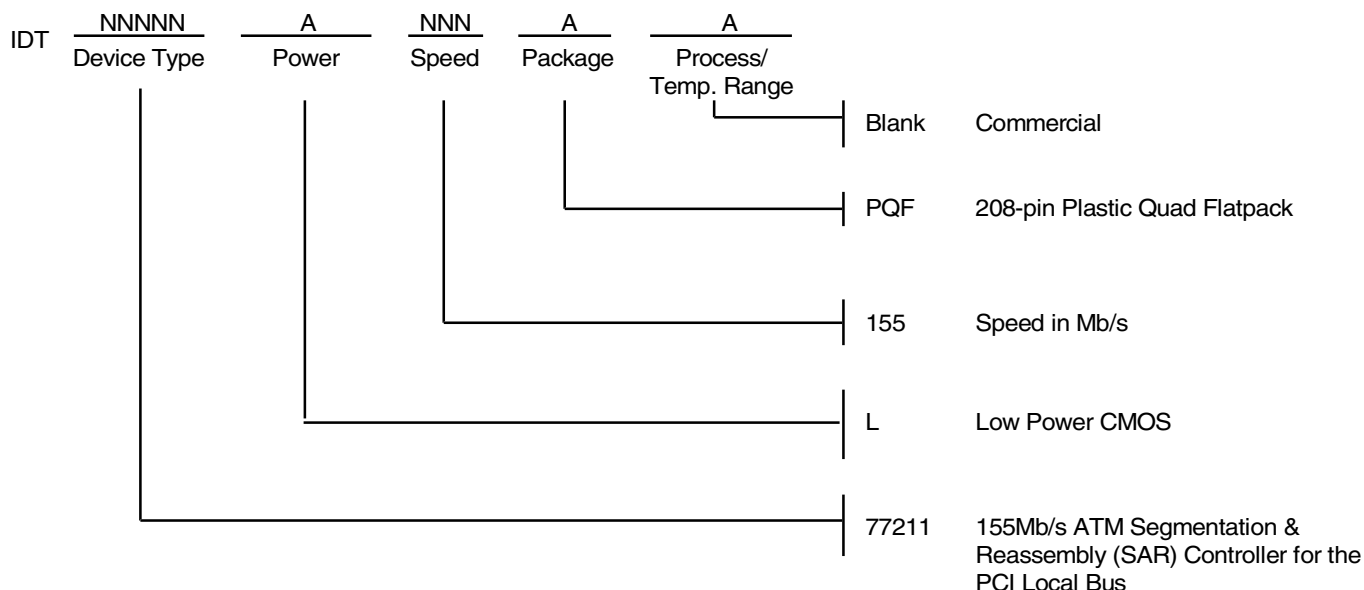 IDT NNNNN A NNN A A
Device Type Power Speed Package Process/
Temp. Range
Blank Commercial
PQF 208-pin Plastic Quad Flatpack
155 Speed in Mb/s
L Low Power CMOS
77211 155Mb/s ATM Segmentation &
Reassembly (SAR) Controller for the
PCI Local Bus